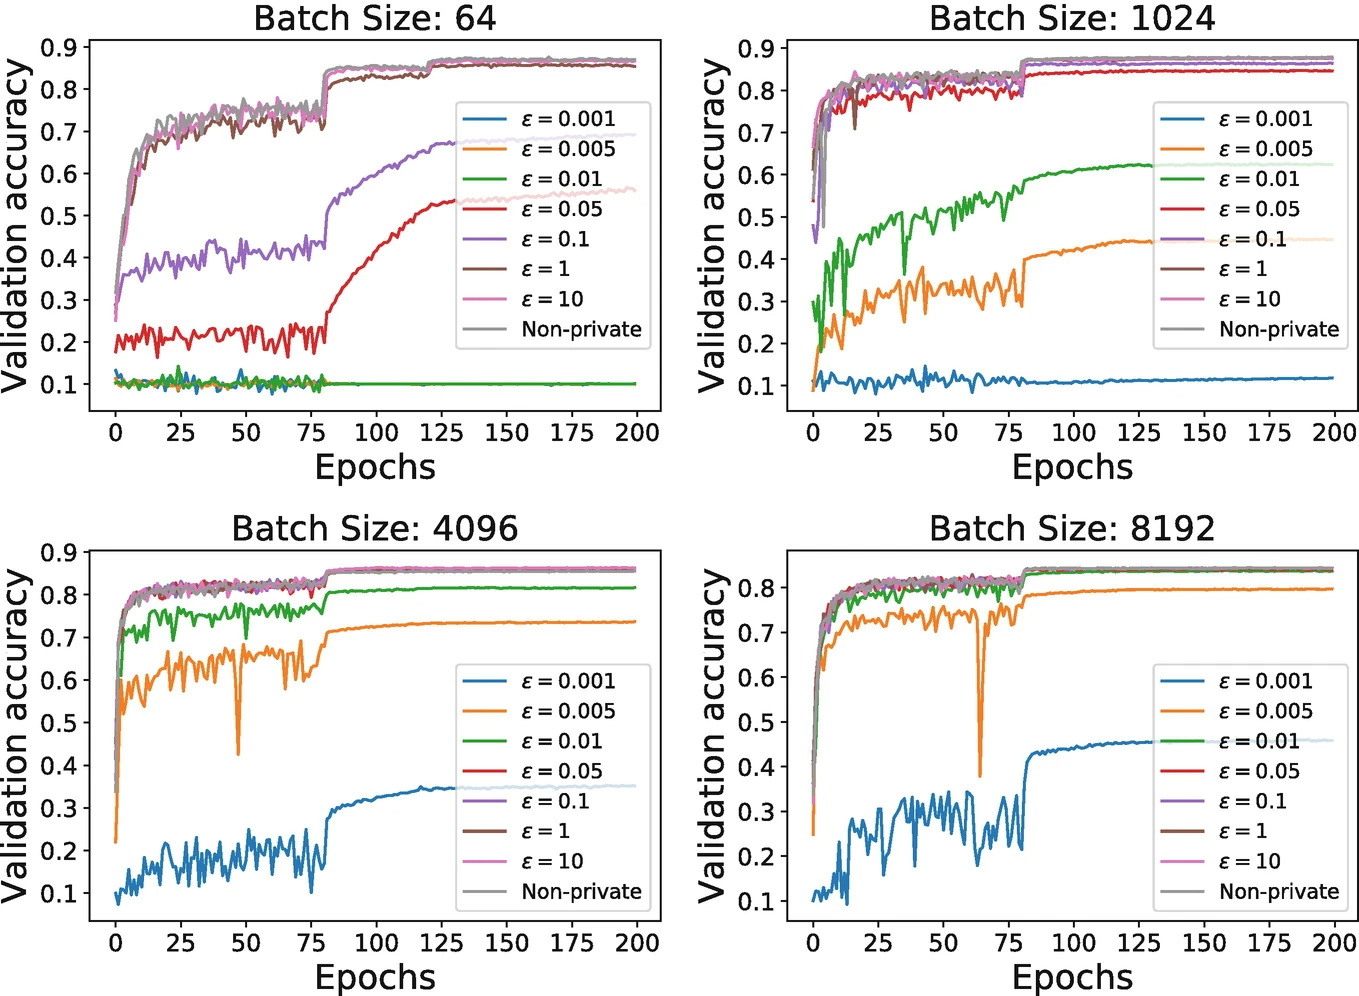 Batch Size: 64
Validation accuracy
0.9
0.8
0.7
0.6
0.5
0.4
0.3
0.2
0.1
ε = 0.001
ε = 0.005
ε = 0.01
ε = 0.05
ε = 0.1
ε = 1
ε = 10
Non-private
0 25 50 75 100 125 150 175 200
Epochs
Batch Size: 1024
Validation accuracy
0.9
0.8
0.7
0.6
0.5
0.4
0.3
0.2
0.1
ε = 0.001
ε = 0.005
ε = 0.01
ε = 0.05
ε = 0.1
ε = 1
ε = 10
Non-private
0 25 50 75 100 125 150 175 200
Epochs
Batch Size: 4096
Validation accuracy
0.9
0.8
0.7
0.6
0.5
0.4
0.3
0.2
0.1
ε = 0.001
ε = 0.005
ε = 0.01
ε = 0.05
ε = 0.1
ε = 1
ε = 10
Non-private
0 25 50 75 100 125 150 175 200
Epochs
Batch Size: 8192
Validation accuracy
0.8
0.7
0.6
0.5
0.4
0.3
0.2
0.1
ε = 0.001
ε = 0.005
ε = 0.01
ε = 0.05
ε = 0.1
ε = 1
ε = 10
Non-private
0 25 50 75 100 125 150 175 200
Epochs